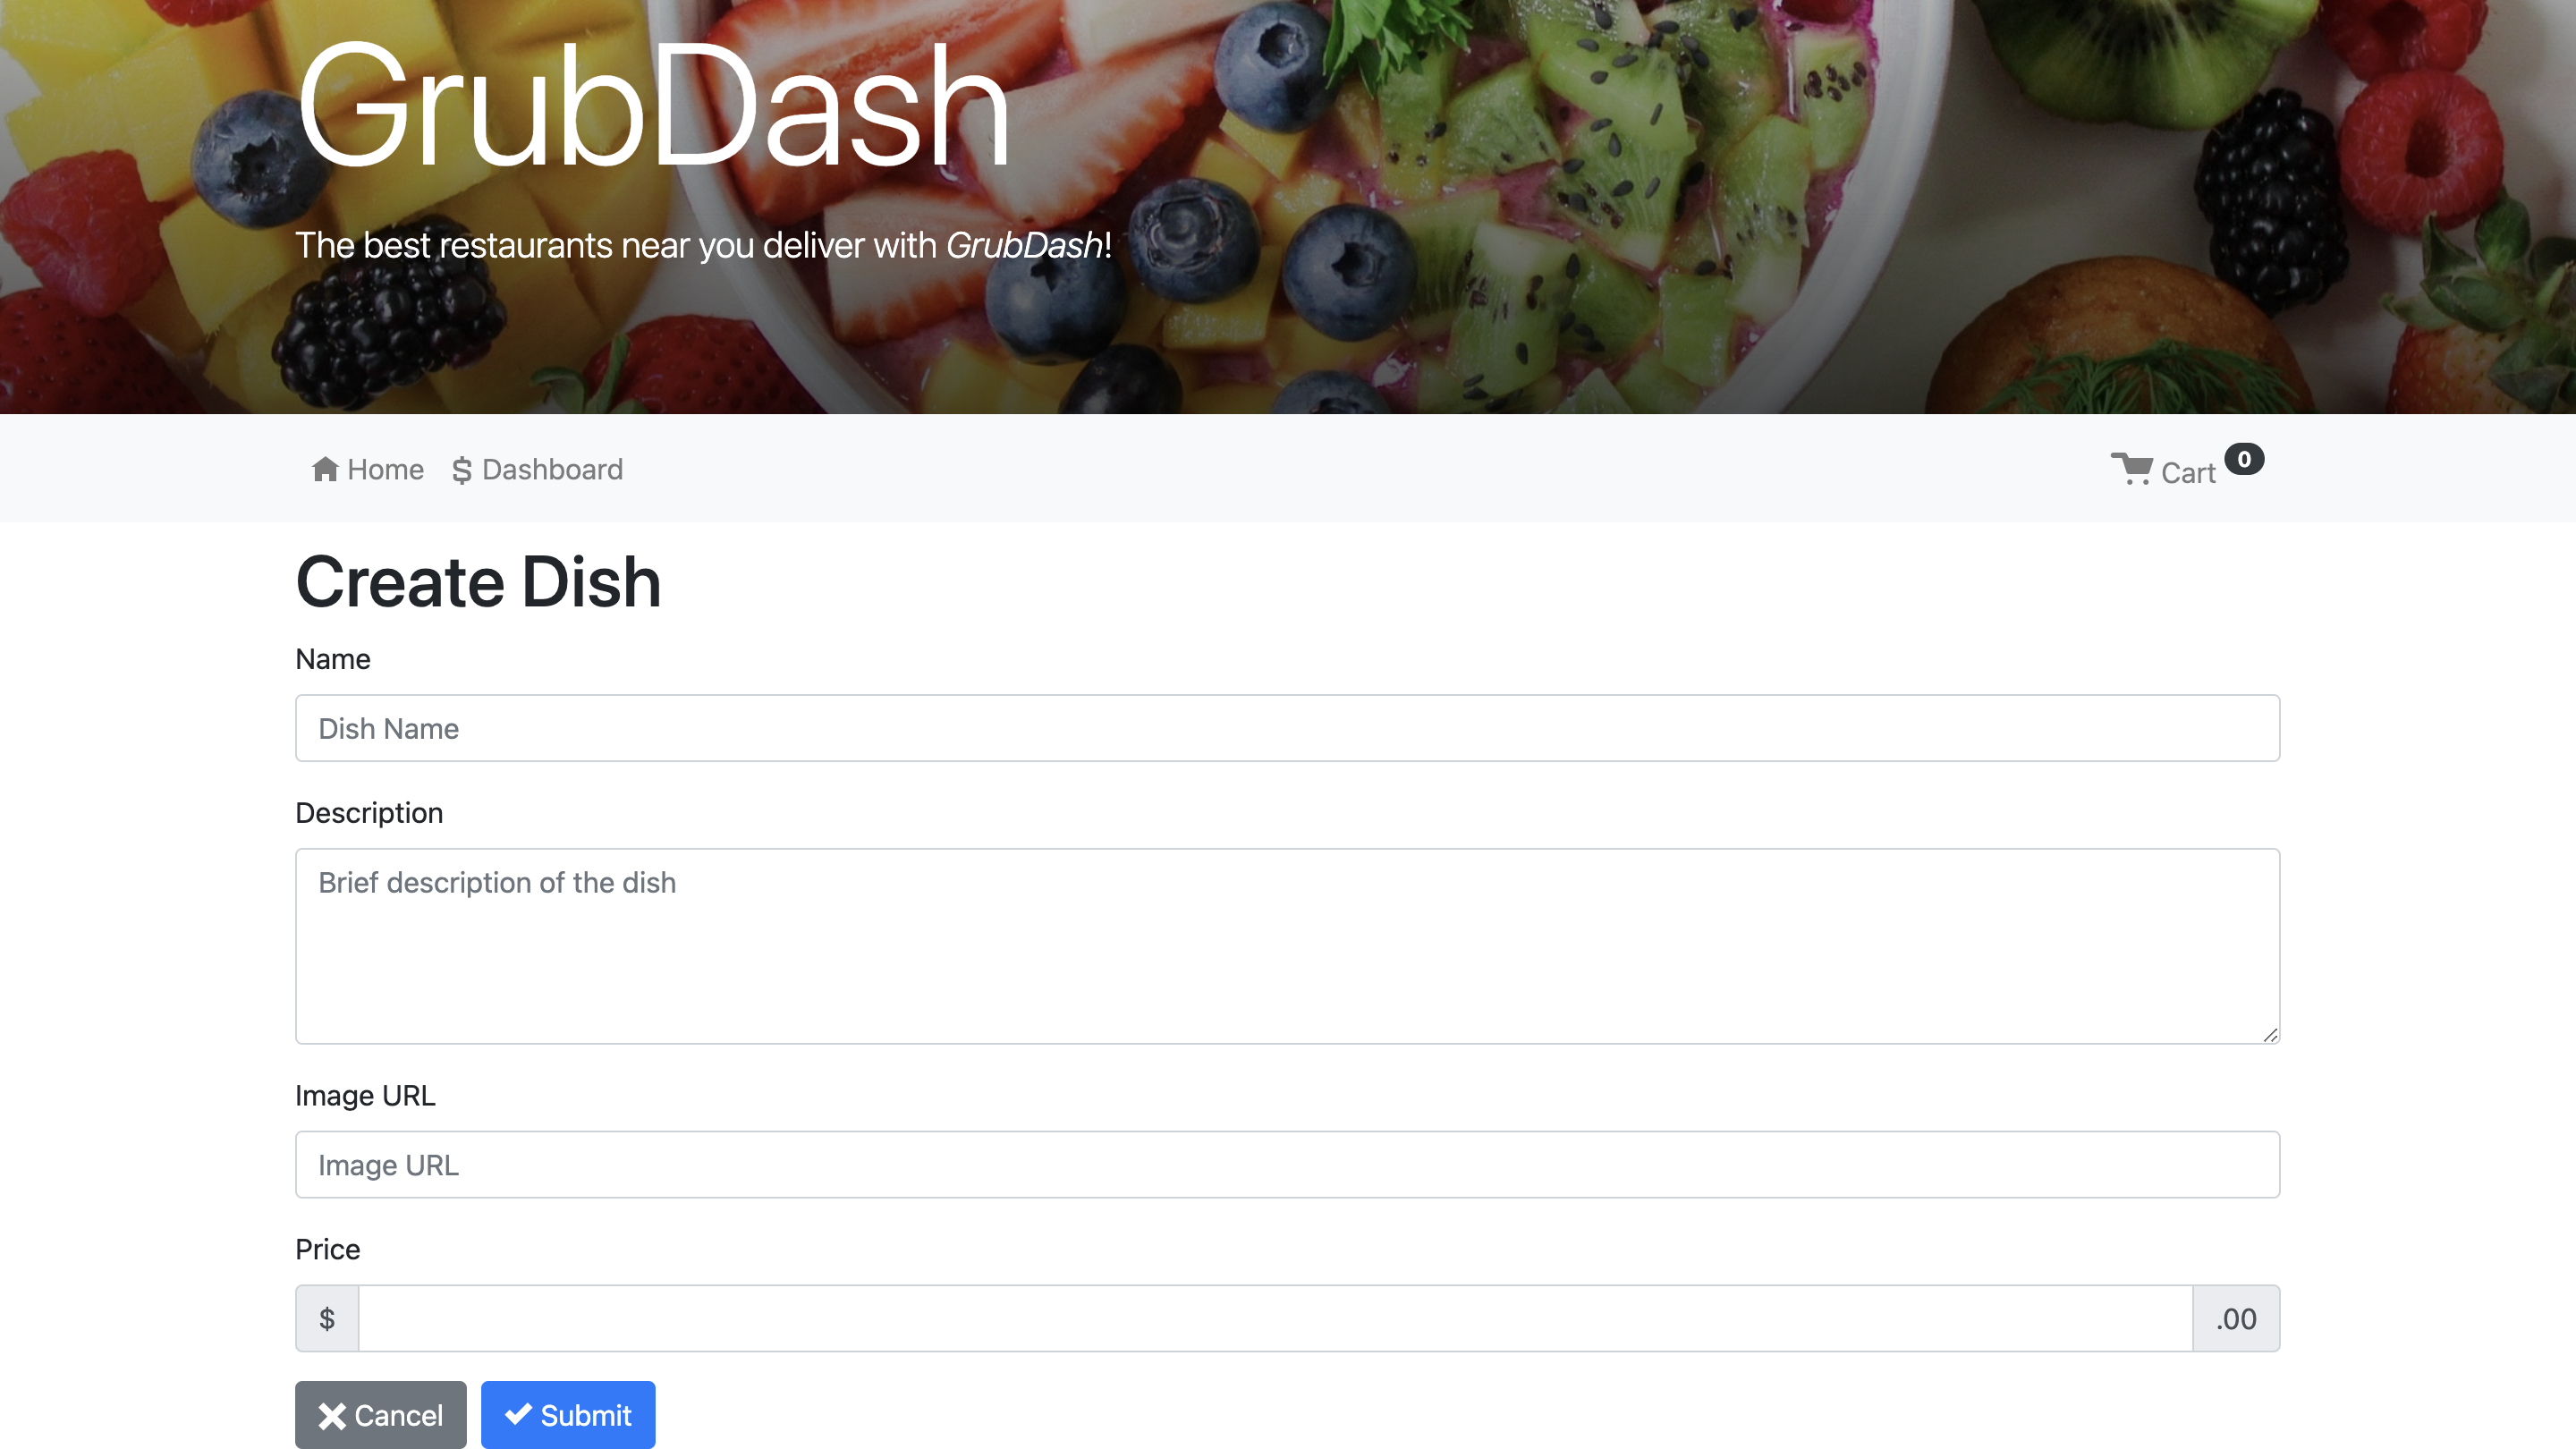 GrubDash
The best restaurants near you deliver with GrubDash!
Home Dashboard Cart 0
Create Dish
Name
Dish Name
Description
Brief description of the dish
Image URL
Image URL
Price
$ .00
Cancel Submit